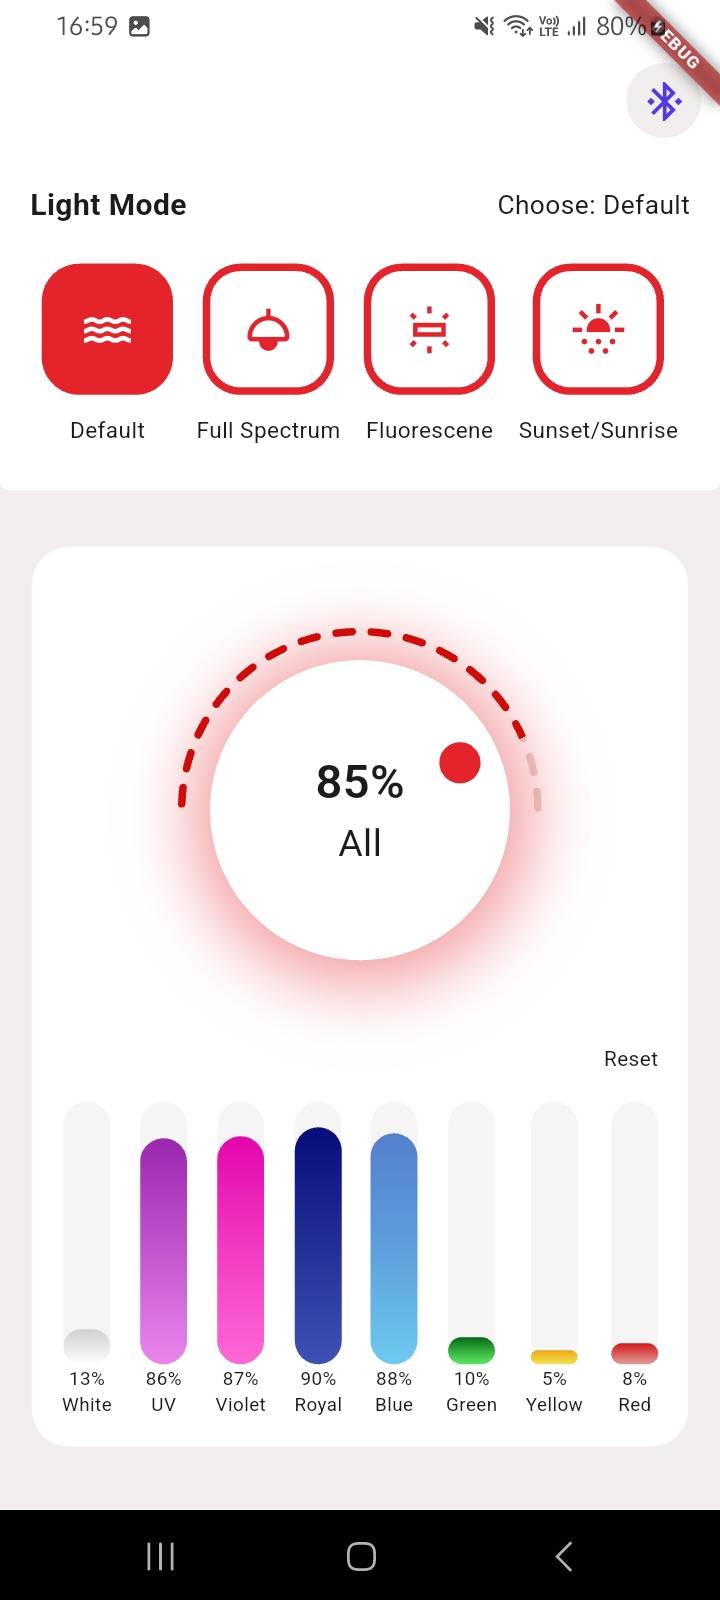 16:59
Vo)) LTE 80%
EBUG
Light Mode
Choose: Default
Default Full Spectrum Fluorescene Sunset/Sunrise
85%
All
Reset
13% 86% 87% 90% 88% 10% 5% 8%
White UV Violet Royal Blue Green Yellow Red